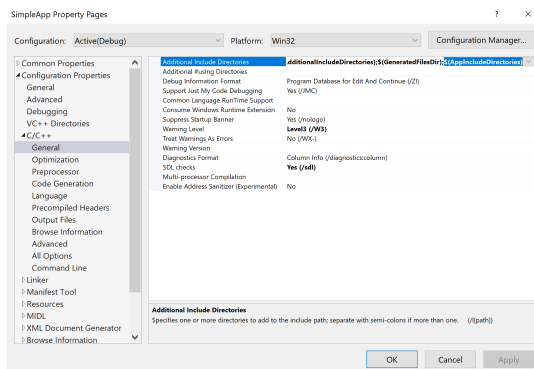 SimpleApp Property Pages
? ×
Configuration: Active(Debug) Platform: Win32 Configuration Manager...
Common Properties
Configuration Properties
General
Advanced
Debugging
VC++ Directories
C/C++
General
Optimization
Preprocessor
Code Generation
Language
Precompiled Headers
Output Files
Browse Information
Advanced
All Options
Command Line
Linker
Manifest Tool
Resources
MIDL
XML Document Generator
Browse Information
Additional Include Directories .dditionalIncludeDirectories);$(GeneratedFilesDir);$(AppIncludeDirectories)
Additional #using Directories
Debug Information Format Program Database for Edit And Continue (/ZI)
Support Just My Code Debugging Yes (/JMC)
Common Language RunTime Support
Consume Windows Runtime Extension No
Suppress Startup Banner Yes (/nologo)
Warning Level Level3 (/W3)
Treat Warnings As Errors No (/WX-)
Warning Version
Diagnostics Format Column Info (/diagnostics:column)
SDL checks Yes (/sdl)
Multi-processor Compilation
Enable Address Sanitizer (Experimental) No
Additional Include Directories
Specifies one or more directories to add to the include path; separate with semi-colons if more than one. (/I[path])
OK Cancel Apply